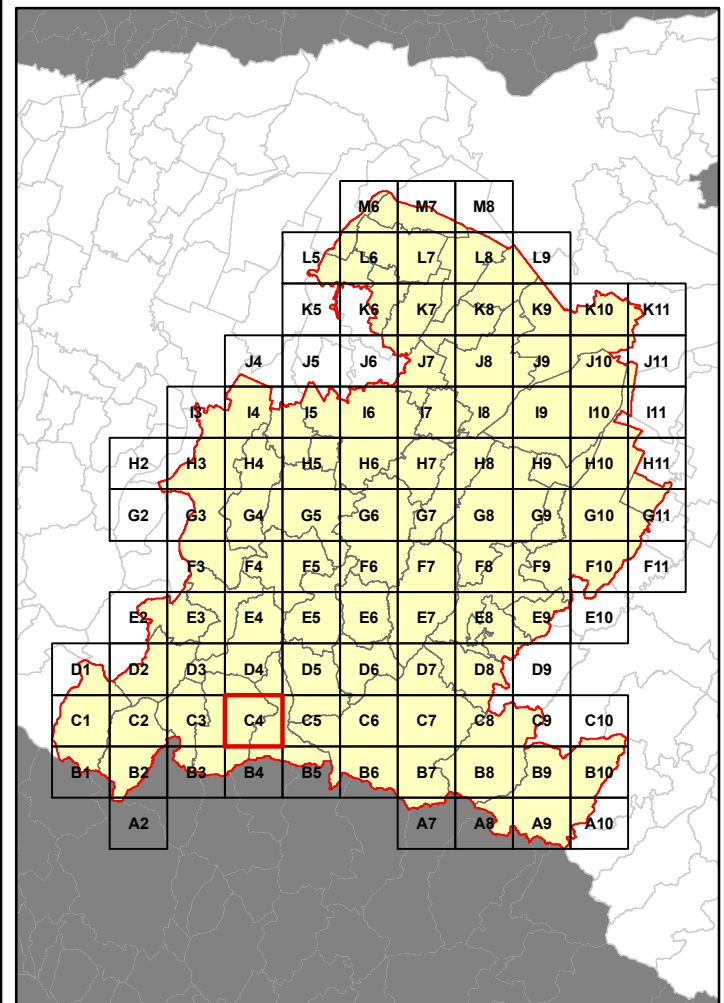 M6 M7 M8
L5 L6 L7 L8 L9
K5 K6 K7 K8 K9 K10 K11
J4 J5 J6 J7 J8 J9 J10 J11
I3 I4 I5 I6 I7 I8 I9 I10 I11
H2 H3 H4 H5 H6 H7 H8 H9 H10 H11
G2 G3 G4 G5 G6 G7 G8 G9 G10 G11
F3 F4 F5 F6 F7 F8 F9 F10 F11
E2 E3 E4 E5 E6 E7 E8 E9 E10
D1 D2 D3 D4 D5 D6 D7 D8 D9
C1 C2 C3 C4 C5 C6 C7 C8 C9 C10
B1 B2 B3 B4 B5 B6 B7 B8 B9 B10
A2 A7 A8 A9 A10